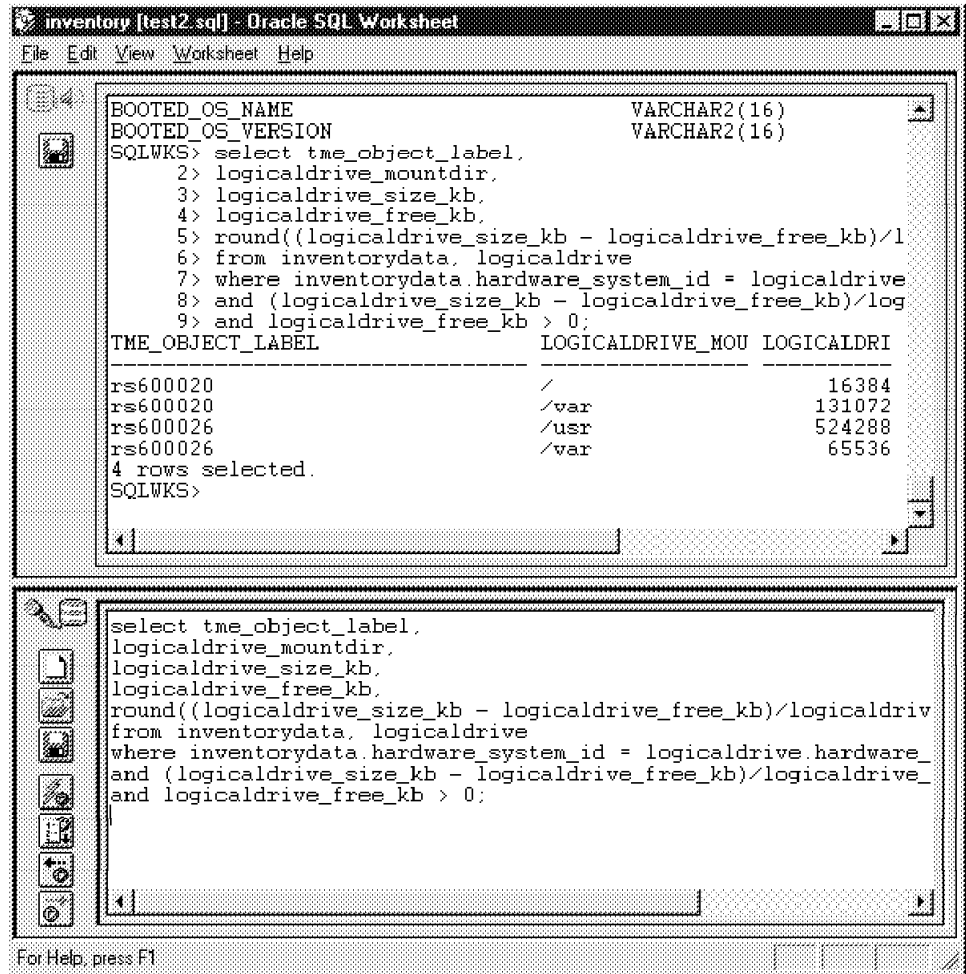 inventory [test2.sql] - Oracle SQL Worksheet
File Edit View Worksheet Help
BOOTED_OS_NAME VARCHAR2(16)
BOOTED_OS_VERSION VARCHAR2(16)
SQLWKS> select tme_object_label,
2> logicaldrive_mountdir,
3> logicaldrive_size_kb,
4> logicaldrive_free_kb,
5> round((logicaldrive_size_kb - logicaldrive_free_kb)/l
6> from inventorydata, logicaldrive
7> where inventorydata.hardware_system_id = logicaldrive
8> and (logicaldrive_size_kb - logicaldrive_free_kb)/log
9> and logicaldrive_free_kb > 0;
TME_OBJECT_LABEL LOGICALDRIVE_MOU LOGICALDRI
-------------------------------- ---------------- ----------
rs600020 / 16384
rs600020 /var 131072
rs600026 /usr 524288
rs600026 /var 65536
4 rows selected.
SQLWKS>
select tme_object_label,
logicaldrive_mountdir,
logicaldrive_size_kb,
logicaldrive_free_kb,
round((logicaldrive_size_kb - logicaldrive_free_kb)/logicaldriv
from inventorydata, logicaldrive
where inventorydata.hardware_system_id = logicaldrive.hardware_
and (logicaldrive_size_kb - logicaldrive_free_kb)/logicaldrive_
and logicaldrive_free_kb > 0;
For Help, press F1